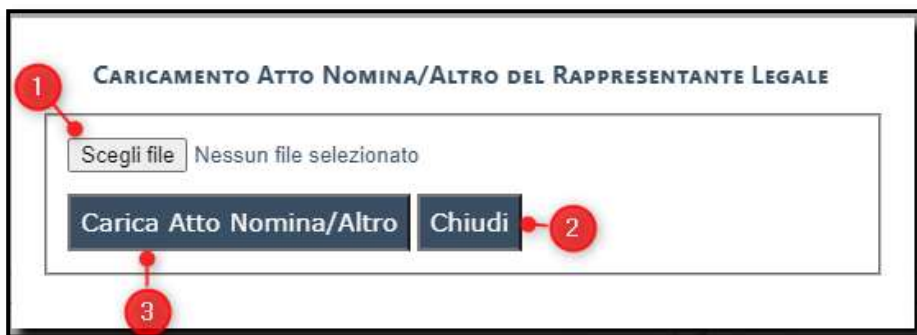 Caricamento Atto Nomina/Altro del Rappresentante Legale
1
Scegli file Nessun file selezionato
Carica Atto Nomina/Altro Chiudi
2
3